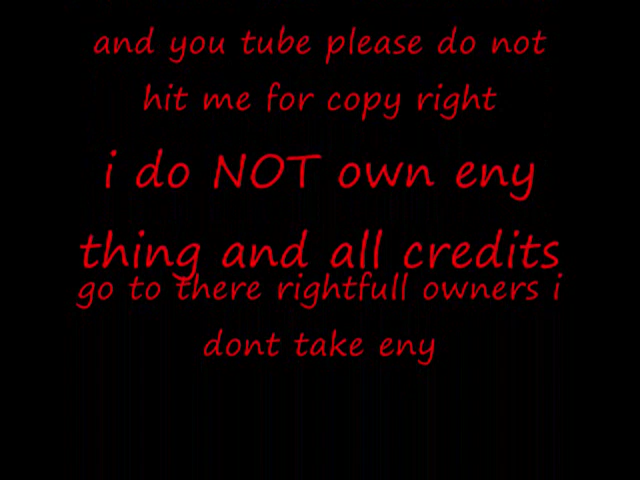 and you tube please do not
hit me for copy right
i do NOT own eny
thing and all credits
go to there rightfull owners i
dont take eny